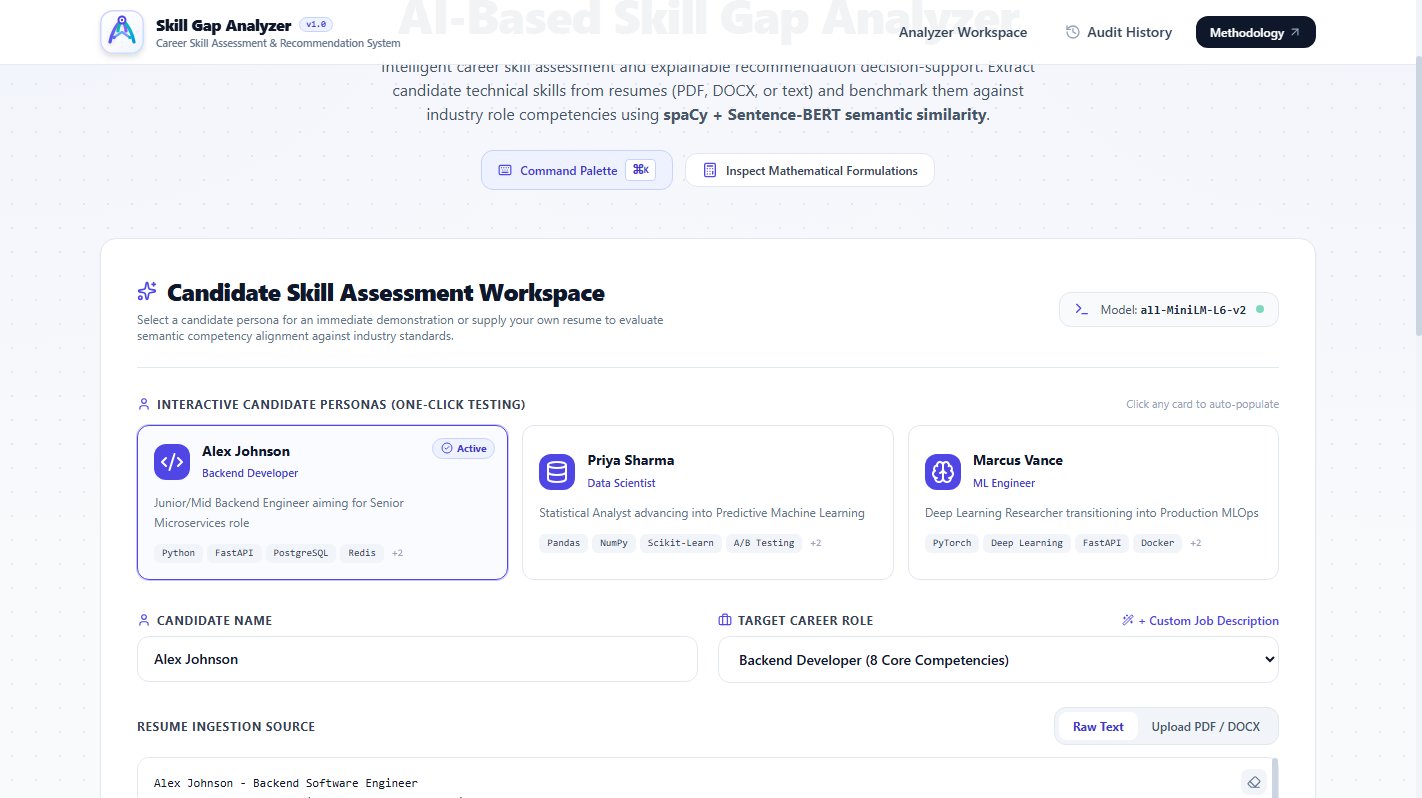 Skill Gap Analyzer v1.0
Career Skill Assessment & Recommendation System
Analyzer Workspace
Audit History
Methodology
AI-Based Skill Gap Analyzer
intelligent career skill assessment and explainable recommendation decision-support. Extract
candidate technical skills from resumes (PDF, DOCX, or text) and benchmark them against
industry role competencies using spaCy + Sentence-BERT semantic similarity.
Command Palette ⌘K
Inspect Mathematical Formulations
Candidate Skill Assessment Workspace
Select a candidate persona for an immediate demonstration or supply your own resume to evaluate
semantic competency alignment against industry standards.
Model: all-MiniLM-L6-v2
INTERACTIVE CANDIDATE PERSONAS (ONE-CLICK TESTING)
Click any card to auto-populate
Alex Johnson
Active
Backend Developer
Junior/Mid Backend Engineer aiming for Senior
Microservices role
Python FastAPI PostgreSQL Redis +2
Priya Sharma
Data Scientist
Statistical Analyst advancing into Predictive Machine Learning
Pandas NumPy Scikit-Learn A/B Testing +2
Marcus Vance
ML Engineer
Deep Learning Researcher transitioning into Production MLOps
PyTorch Deep Learning FastAPI Docker +2
CANDIDATE NAME
Alex Johnson
TARGET CAREER ROLE
+ Custom Job Description
Backend Developer (8 Core Competencies)
RESUME INGESTION SOURCE
Raw Text
Upload PDF / DOCX
Alex Johnson - Backend Software Engineer